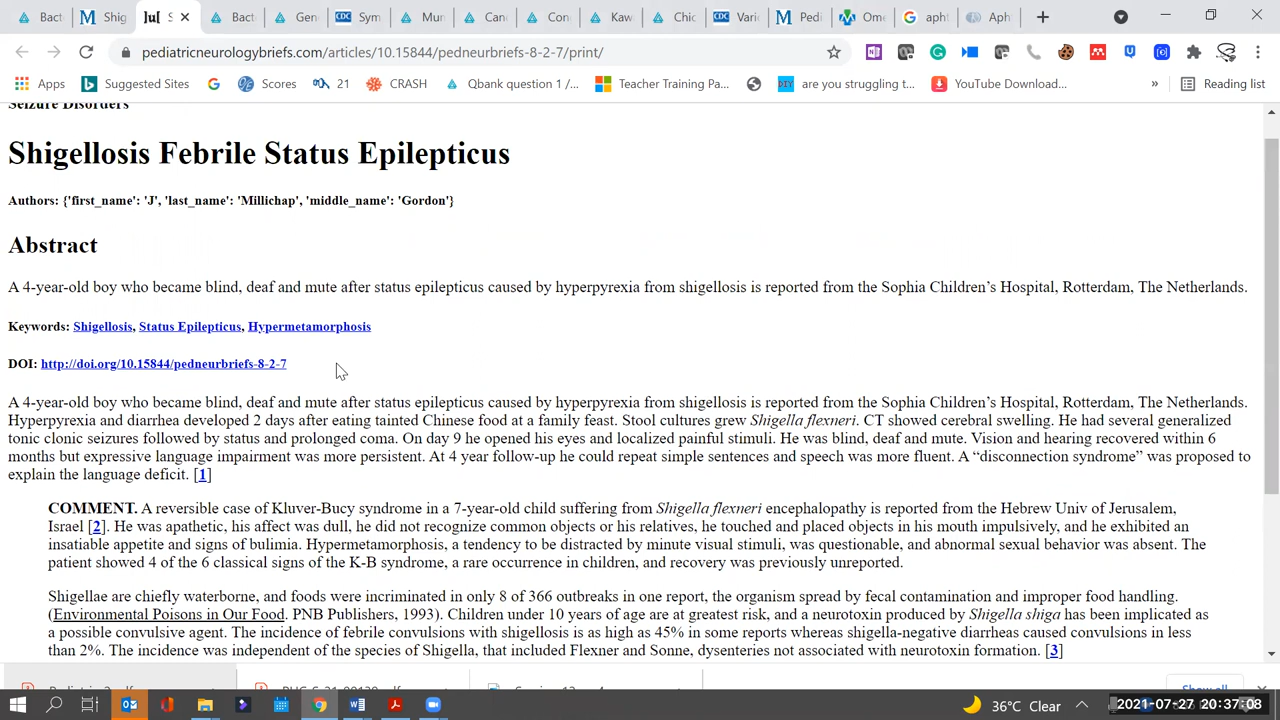 Bact
Shig
[u[
S
Bact
Gen
CDC
Sym
Mun
Can
Con
Kaw
Chic
CDC
Vari
Pedi
Ome
G
apht
Aph
pediatricneurologybriefs.com/articles/10.15844/pedneurbriefs-8-2-7/print/
Apps
Suggested Sites
Scores
21
CRASH
Qbank question 1 /...
Teacher Training Pa...
DIY
are you struggling t...
YouTube Download...
»
Reading list
Seizure Disorders
Shigellosis Febrile Status Epilepticus
Authors: {'first_name': 'J', 'last_name': 'Millichap', 'middle_name': 'Gordon'}
Abstract
A 4-year-old boy who became blind, deaf and mute after status epilepticus caused by hyperpyrexia from shigellosis is reported from the Sophia Children's Hospital, Rotterdam, The Netherlands.
Keywords: Shigellosis, Status Epilepticus, Hypermetamorphosis
DOI: http://doi.org/10.15844/pedneurbriefs-8-2-7
A 4-year-old boy who became blind, deaf and mute after status epilepticus caused by hyperpyrexia from shigellosis is reported from the Sophia Children's Hospital, Rotterdam, The Netherlands.
Hyperpyrexia and diarrhea developed 2 days after eating tainted Chinese food at a family feast. Stool cultures grew Shigella flexneri. CT showed cerebral swelling. He had several generalized
tonic clonic seizures followed by status and prolonged coma. On day 9 he opened his eyes and localized painful stimuli. He was blind, deaf and mute. Vision and hearing recovered within 6
months but expressive language impairment was more persistent. At 4 year follow-up he could repeat simple sentences and speech was more fluent. A “disconnection syndrome” was proposed to
explain the language deficit. [1]
COMMENT. A reversible case of Kluver-Bucy syndrome in a 7-year-old child suffering from Shigella flexneri encephalopathy is reported from the Hebrew Univ of Jerusalem,
Israel [2]. He was apathetic, his affect was dull, he did not recognize common objects or his relatives, he touched and placed objects in his mouth impulsively, and he exhibited an
insatiable appetite and signs of bulimia. Hypermetamorphosis, a tendency to be distracted by minute visual stimuli, was questionable, and abnormal sexual behavior was absent. The
patient showed 4 of the 6 classical signs of the K-B syndrome, a rare occurrence in children, and recovery was previously unreported.
Shigellae are chiefly waterborne, and foods were incriminated in only 8 of 366 outbreaks in one report, the organism spread by fecal contamination and improper food handling.
(Environmental Poisons in Our Food. PNB Publishers, 1993). Children under 10 years of age are at greatest risk, and a neurotoxin produced by Shigella shiga has been implicated as
a possible convulsive agent. The incidence of febrile convulsions with shigellosis is as high as 45% in some reports whereas shigella-negative diarrheas caused convulsions in less
than 2%. The incidence was independent of the species of Shigella, that included Flexner and Sonne, dysenteries not associated with neurotoxin formation. [3]
Show all
36°C Clear
2021-07-27 20:37:08